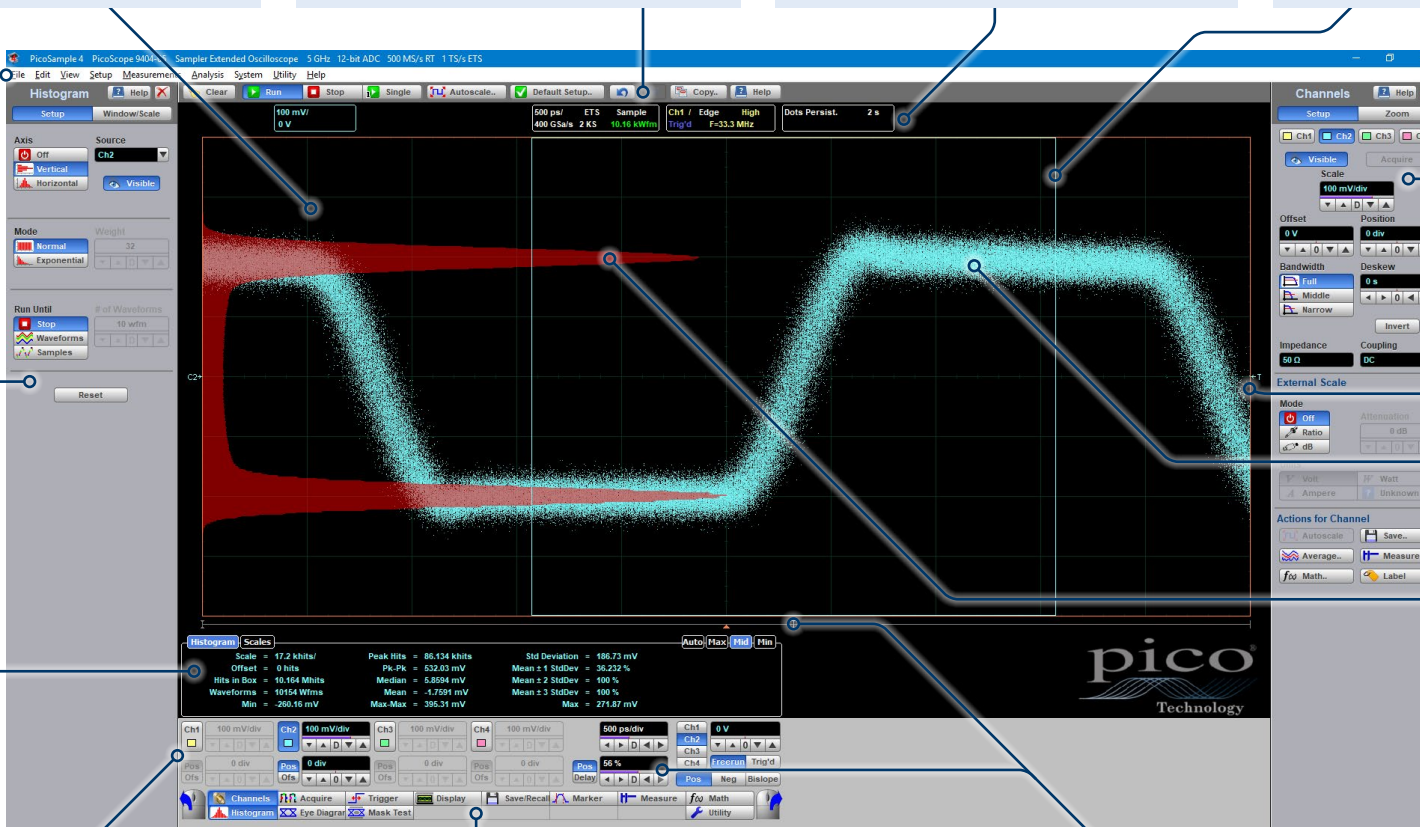 PicoSample 4 PicoScope 9404-05 Sampler Extended Oscilloscope 5 GHz 12-bit ADC 500 MS/s RT 1 TS/s ETS
File Edit View Setup Measurements Analysis System Utility Help
Histogram Help
Setup Window/Scale
Axis Source
Off Ch2
Vertical
Horizontal Visible
Mode Weight
Normal 32
Exponential
Run Until # of Waveforms
Stop 10 wfm
Waveforms
Samples
Reset
Clear Run Stop Single Autoscale.. Default Setup.. Copy.. Help
100 mV/
0 V
500 ps/ ETS Sample
400 GSa/s 2 KS 10.16 kWfm
Ch1 / Edge High
Trig'd F=33.3 MHz
Dots Persist. 2 s
C2
T
Channels Help
Setup Zoom
Ch1 Ch2 Ch3
Visible Acquire
Scale
100 mV/div
D
Offset Position
0 V 0 div
0 0
Bandwidth Deskew
Full 0 s
Middle 0
Narrow
Invert
Impedance Coupling
50 Ω DC
External Scale
Mode
Off Attenuation
Ratio 0 dB
dB
Volt Watt
Ampere Unknown
Actions for Channel
Autoscale Save..
Average.. Measure
f(x) Math.. Label
Histogram Scales Auto Max Mid Min
Scale = 17.2 khits/ Peak Hits = 86.134 khits Std Deviation = 186.73 mV
Offset = 0 hits Pk-Pk = 532.03 mV Mean ± 1 StdDev = 36.232 %
Hits in Box = 10.164 Mhits Median = 5.8594 mV Mean ± 2 StdDev = 100 %
Waveforms = 10154 Wfms Mean = -1.7591 mV Mean ± 3 StdDev = 100 %
Min = -260.16 mV Max-Max = 395.31 mV Max = 271.87 mV
pico
Technology
Ch1 100 mV/div Ch2 100 mV/div Ch3 100 mV/div Ch4 100 mV/div 500 ps/div Ch1 0 V
D D D D D Ch2 0
Ch3
Pos 0 div Pos 0 div Pos 0 div Pos 0 div Pos 56 % Ch4 Freerun Trig'd
Ofs 0 Ofs 0 Ofs 0 Ofs 0 Delay D Pos Neg Bislope
Channels Acquire Trigger Display Save/Recall Marker Measure f(x) Math
Histogram Eye Diagram Mask Test Utility